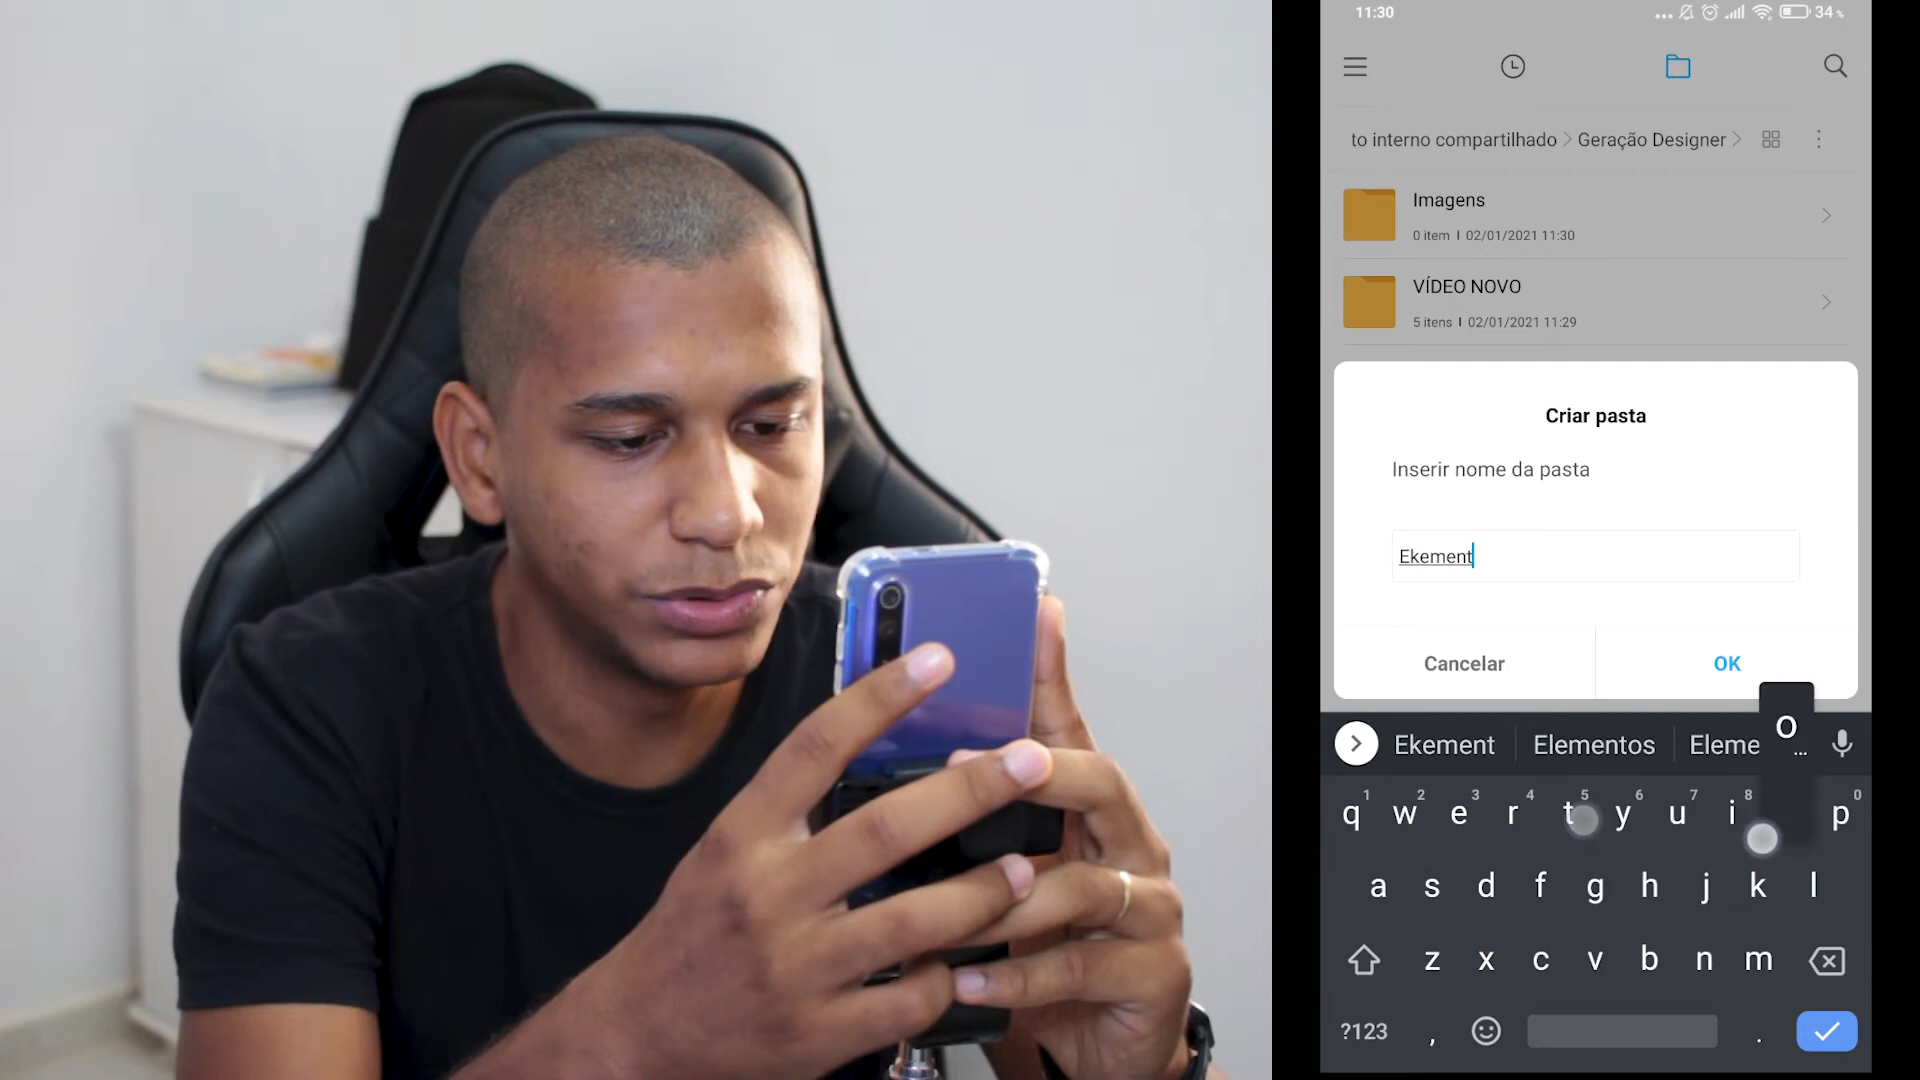 11:30
34 %
to interno compartilhado > Geração Designer >
Imagens
0 item | 02/01/2021 11:30
VÍDEO NOVO
5 itens | 02/01/2021 11:29
Criar pasta
Inserir nome da pasta
Ekement
Cancelar
OK
Ekement Elementos Eleme
o
...
1 2 3 4 5 6 7 8 0
q w e r t y u i p
a s d f g h j k l
z x c v b n m
?123 , .